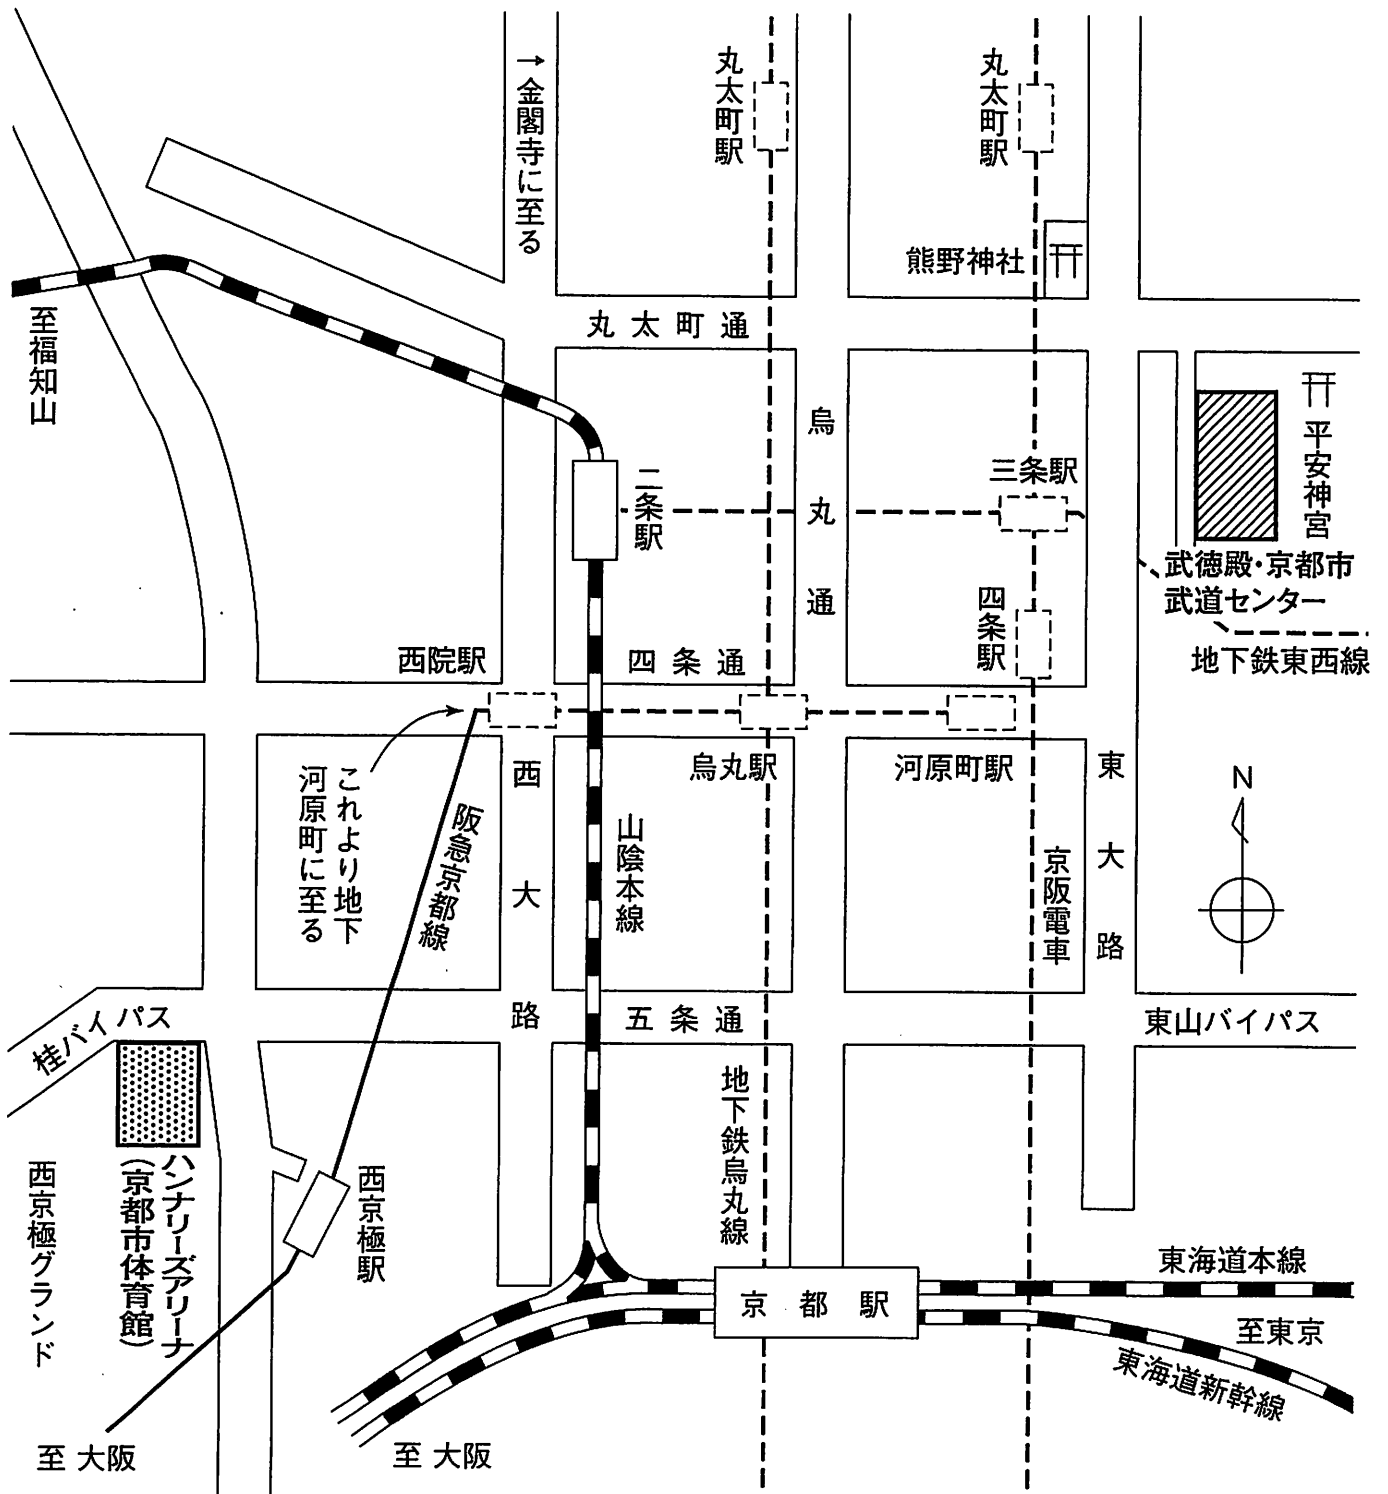 →金閣寺に至る
丸太町駅
丸太町駅
熊野神社
至福知山
丸太町通
烏丸通
三条駅
平安神宮
二条駅
武徳殿・京都市
武道センター
四条駅
西院駅
四条通
地下鉄東西線
烏丸駅
河原町駅
これより地下
河原町に至る
阪急京都線
西大路
山陰本線
京阪電車
東大路
N
桂バイパス
五条通
東山バイパス
地下鉄烏丸線
西京極グランド
ハンナリーズアリーナ
(京都市体育館)
西京極駅
京都駅
東海道本線
至東京
東海道新幹線
至 大阪
至 大阪